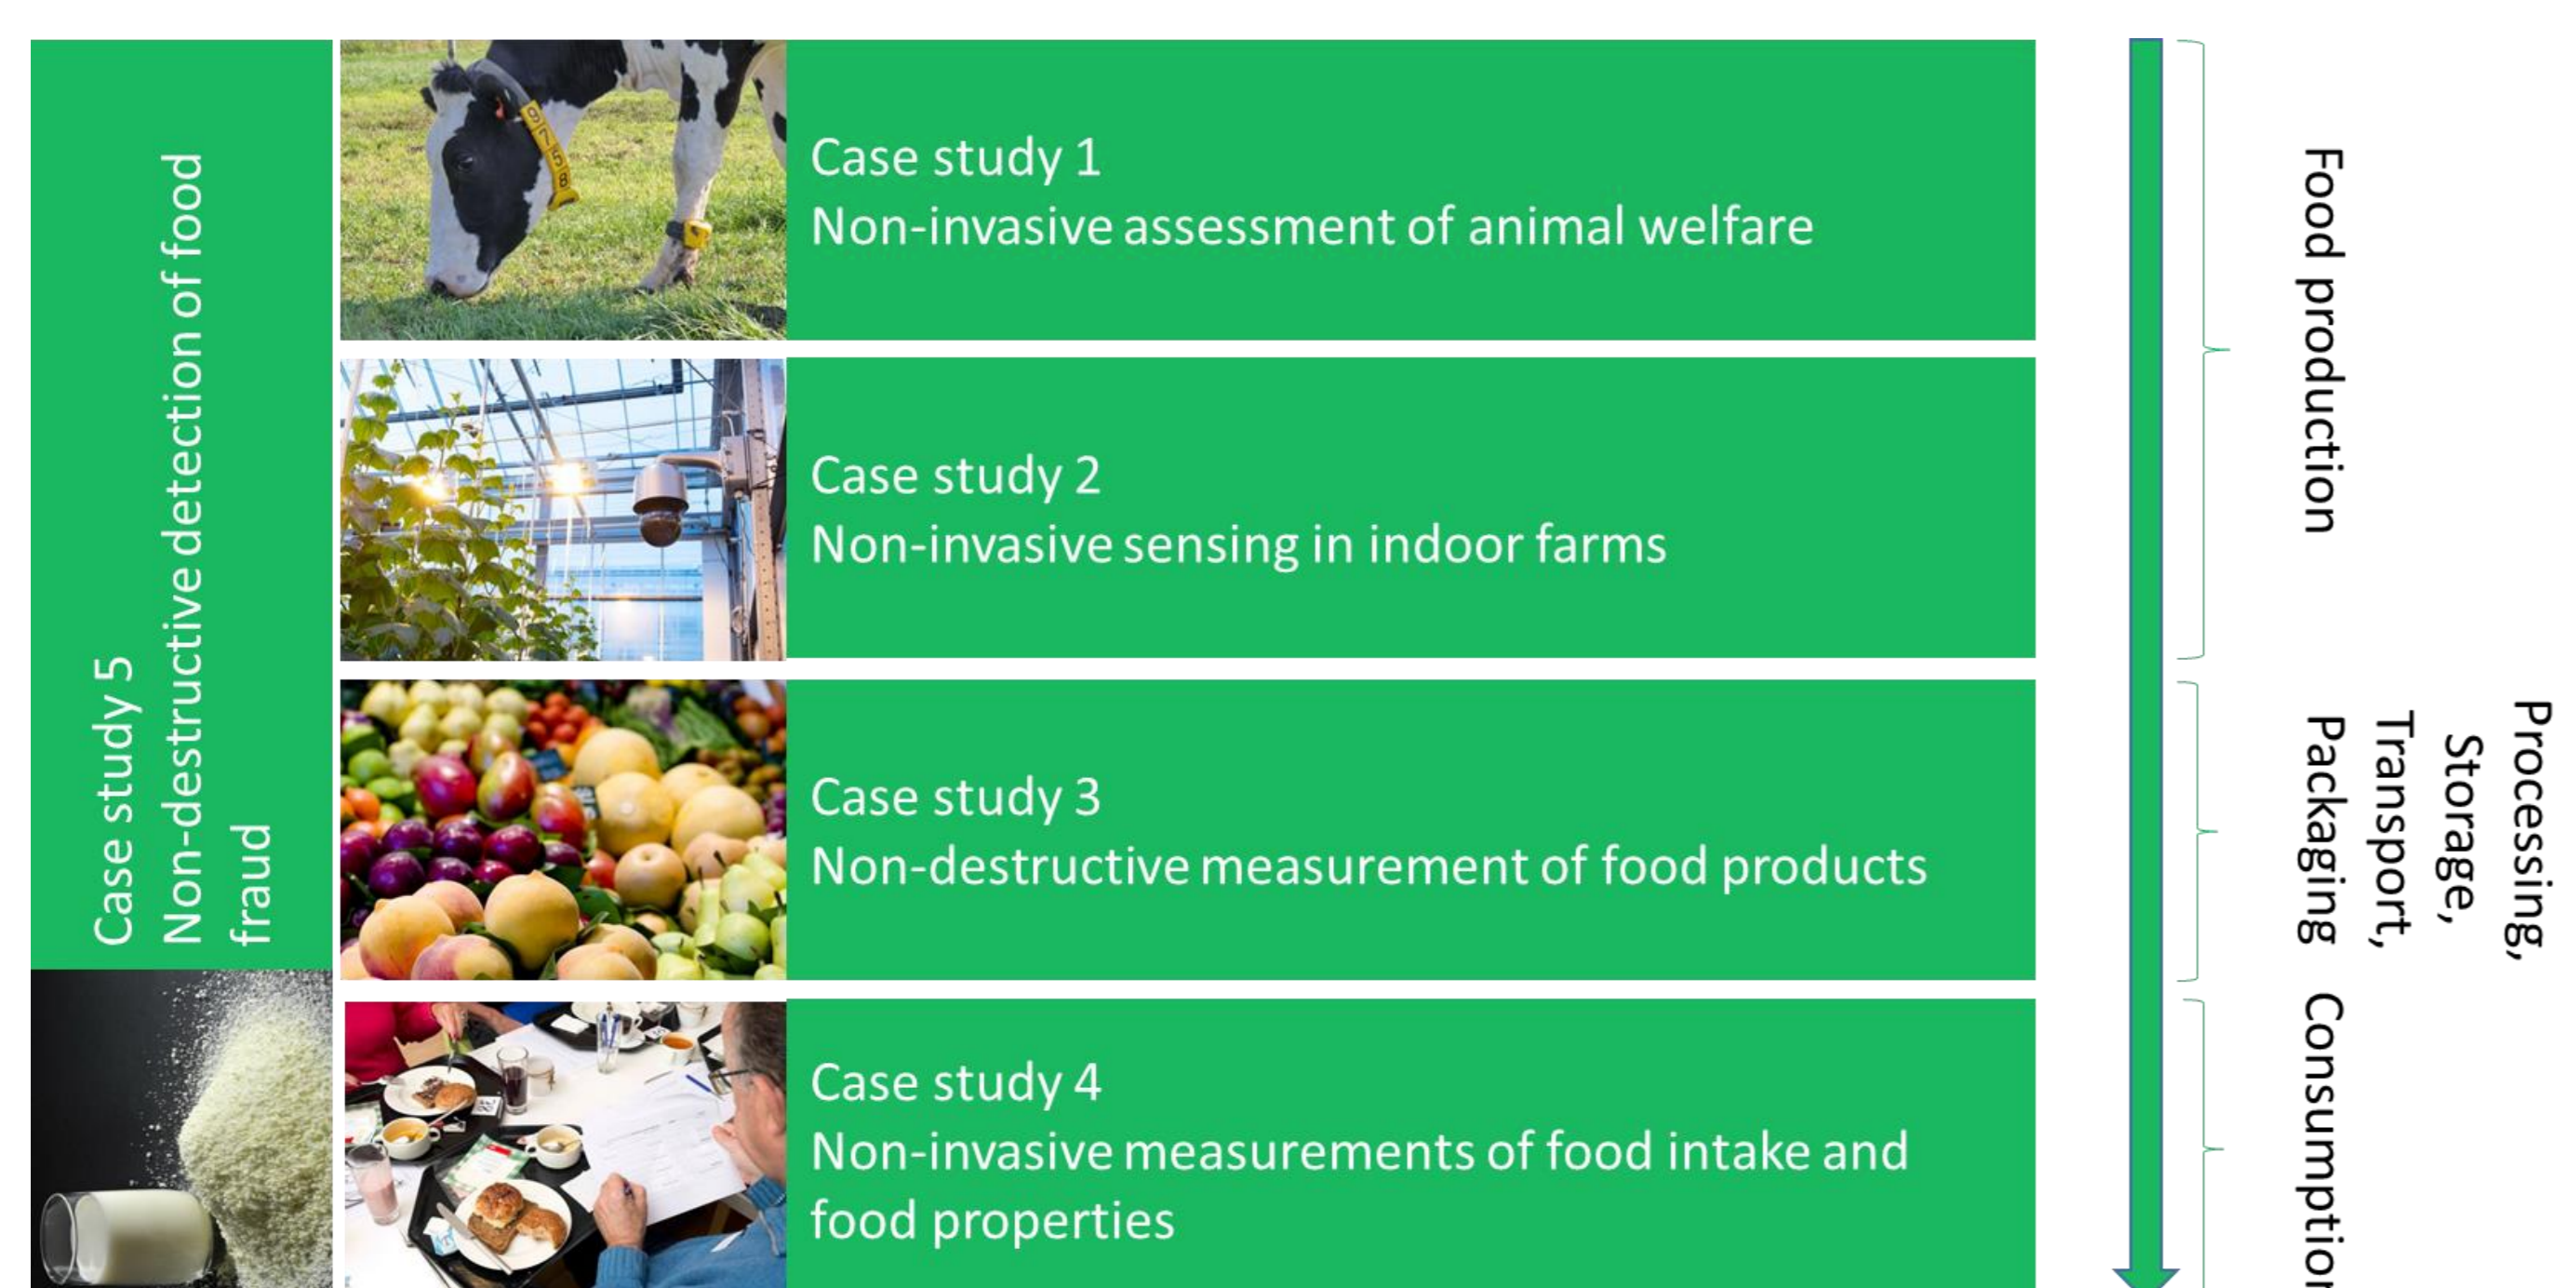 Case study 5
Non-destructive detection of food
fraud
9758
Case study 1
Non-invasive assessment of animal welfare
Case study 2
Non-invasive sensing in indoor farms
Case study 3
Non-destructive measurement of food products
Case study 4
Non-invasive measurements of food intake and
food properties
Food production
Processing,
Storage,
Transport,
Packaging
Consumption